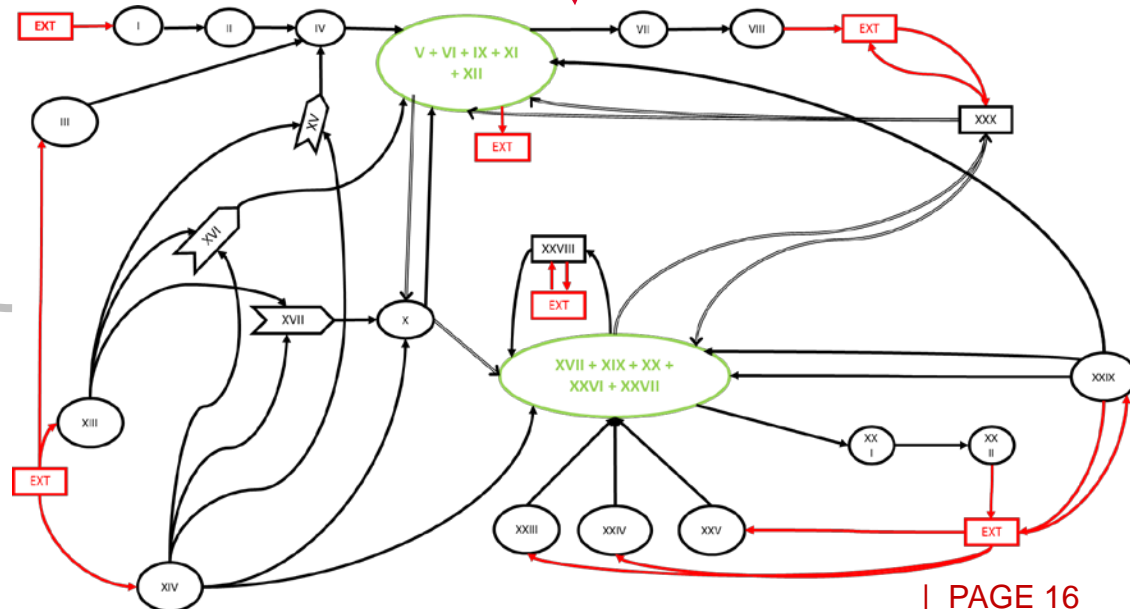 EXT
I
II
IV
V + VI + IX + XI
+ XII
VII
VIII
EXT
III
XV
EXT
XXX
XVI
XXVIII
EXT
XVII
X
XVII + XIX + XX +
XXVI + XXVII
XXIX
XIII
XX
I
XX
II
EXT
XXIII
XXIV
XXV
EXT
XIV
| PAGE 16